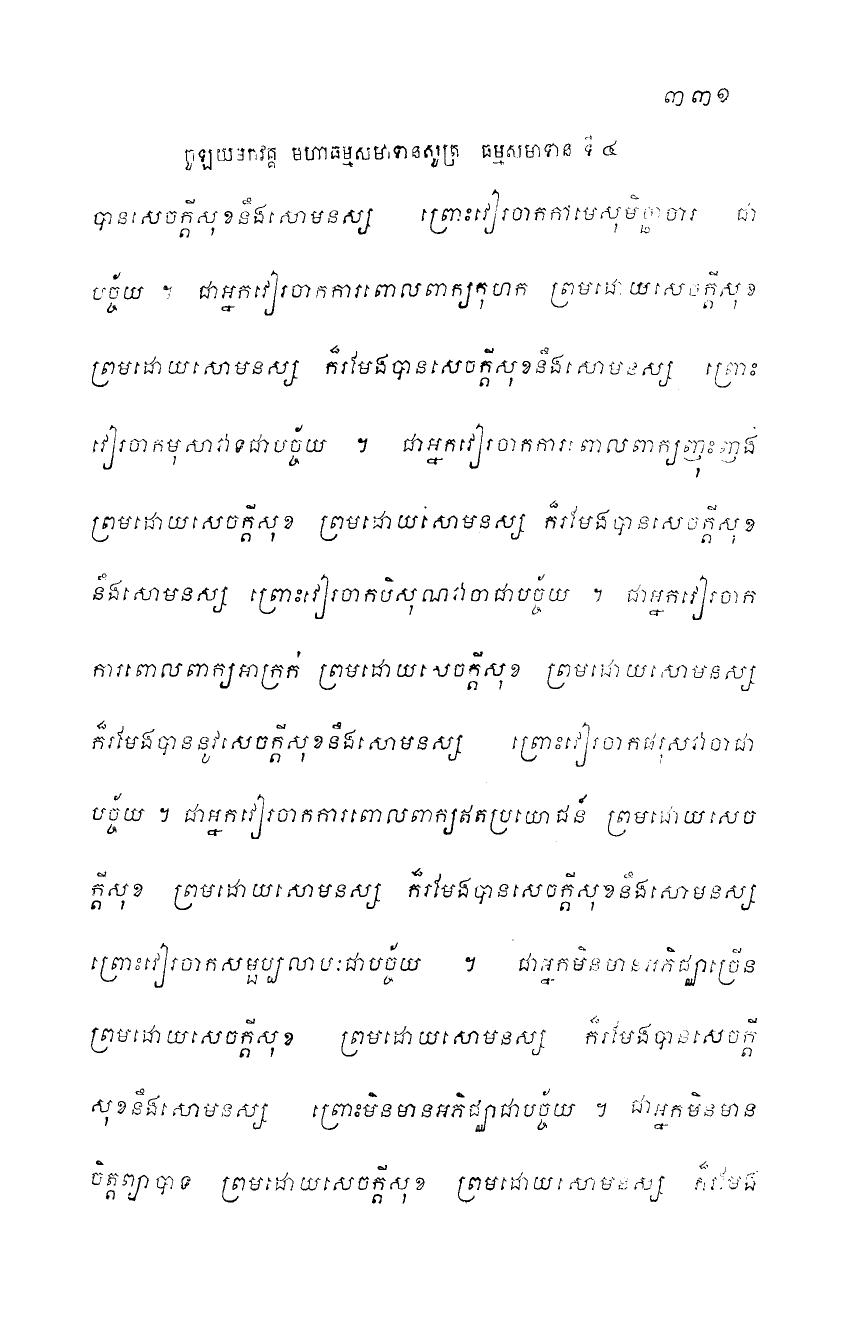 ៣៣១
ចូឡយមកវគ្គ មហាធម្មសមាទានសូត្រ ធម្មសមាទាន ទី ៤
បានសេចក្តីសុខនឹងសោមនស្ស ព្រោះវៀរចាកកាមេសុមិច្ឆាចារ ជា
បច្ច័យ ។ ជាអ្នកវៀរចាកការពោលពាក្យកុហក ព្រមដោយសេចក្តីសុខ
ព្រមដោយសោមនស្ស ក៏រមែងបានសេចក្តីសុខនឹងសោមនស្ស ព្រោះ
វៀរចាកមុសាវាទជាបច្ច័យ ។ ជាអ្នកវៀរចាកការពោលពាក្យញុះញង់
ព្រមដោយសេចក្តីសុខ ព្រមដោយសោមនស្ស ក៏រមែងបានសេចក្តីសុខ
នឹងសោមនស្ស ព្រោះវៀរចាកបិសុណវាចាជាបច្ច័យ ។ ជាអ្នកវៀរចាក
ការពោលពាក្យអាក្រក់ ព្រមដោយសេចក្តីសុខ ព្រមដោយសោមនស្ស
ក៏រមែងបាននូវសេចក្តីសុខនឹងសោមនស្ស ព្រោះវៀរចាកផរុសវាចាជា
បច្ច័យ ។ ជាអ្នកវៀរចាកការពោលពាក្យឥតប្រយោជន៍ ព្រមដោយសេច
ក្តីសុខ ព្រមដោយសោមនស្ស ក៏រមែងបានសេចក្តីសុខនឹងសោមនស្ស
ព្រោះវៀរចាកសម្ផប្បលាបៈជាបច្ច័យ ។ ជាអ្នកមិនមានអភិជ្ឈាច្រើន
ព្រមដោយសេចក្តីសុខ ព្រមដោយសោមនស្ស ក៏រមែងបានសេចក្តី
សុខនឹងសោមនស្ស ព្រោះមិនមានអភិជ្ឈាជាបច្ច័យ ។ ជាអ្នកមិនមាន
ចិត្តព្យាបាទ ព្រមដោយសេចក្តីសុខ ព្រមដោយសោមនស្ស ក៏រមែង